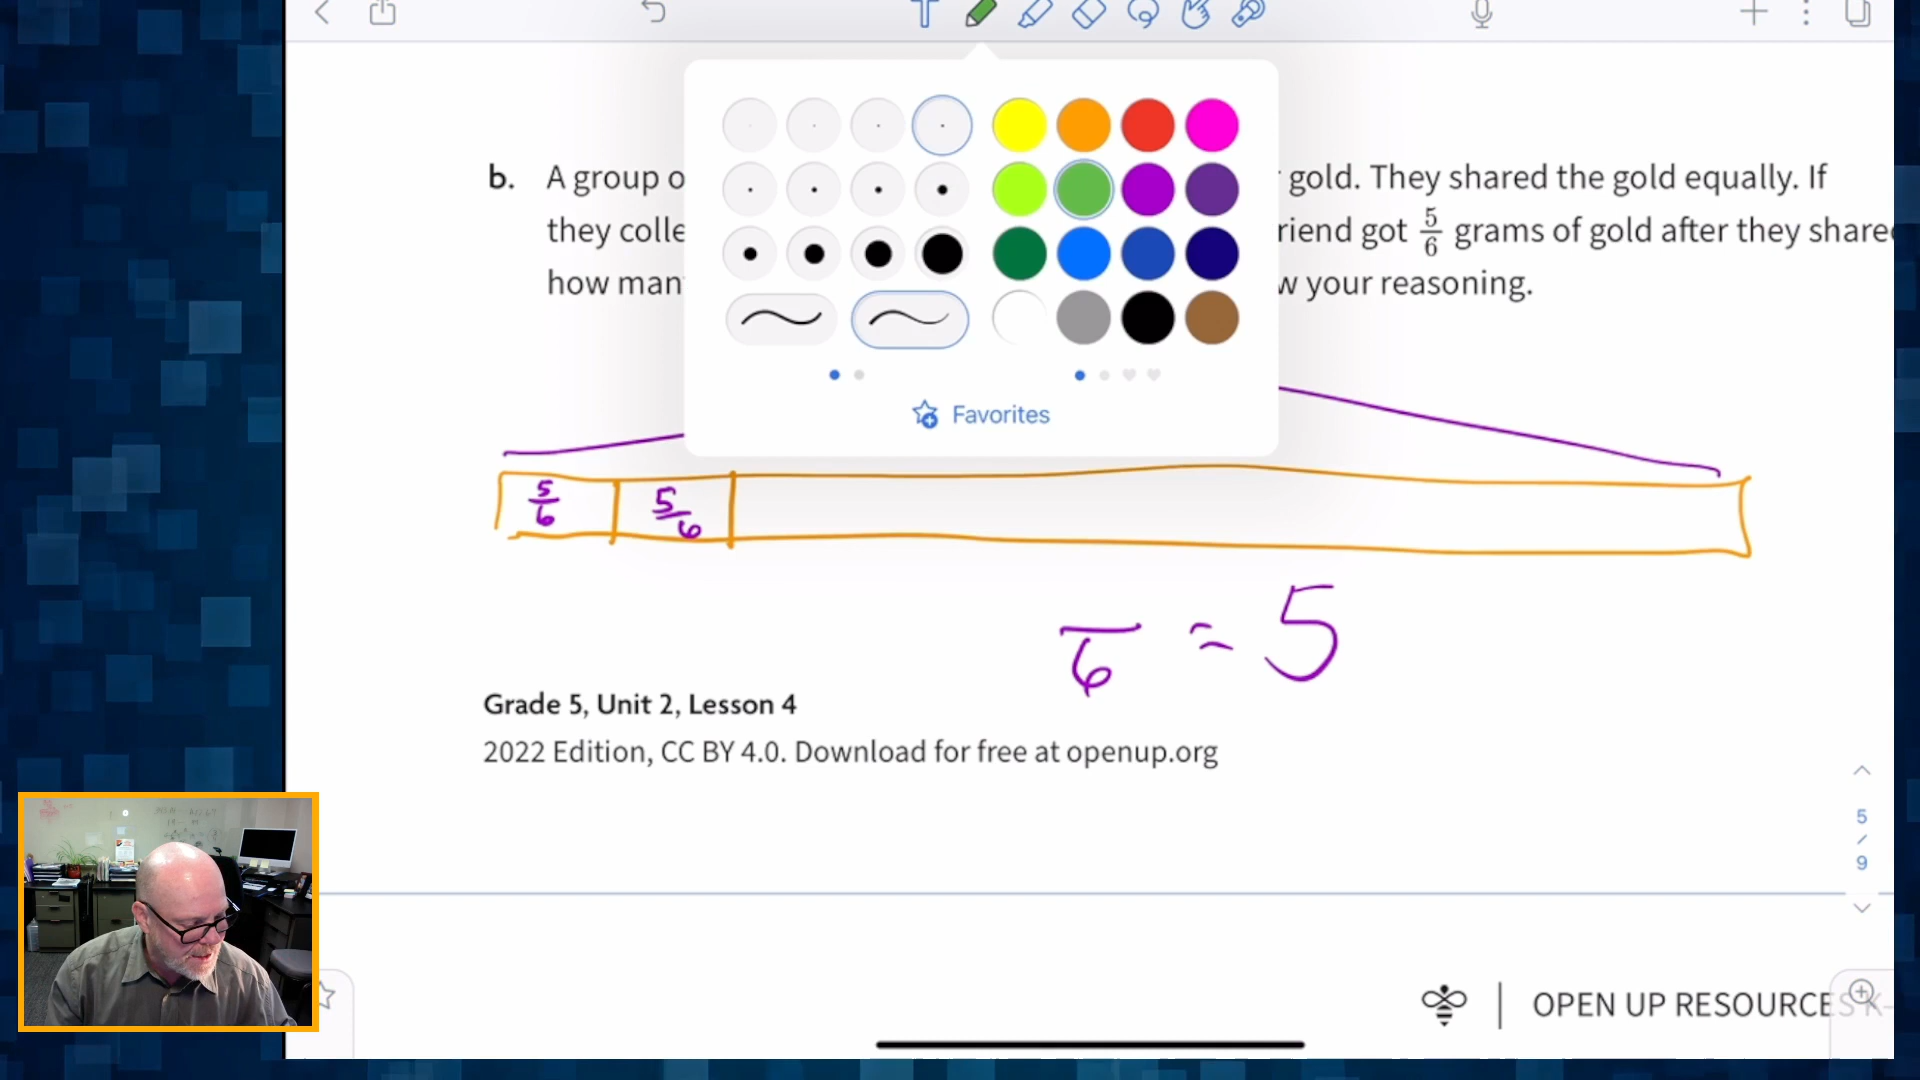 b. A group o gold. They shared the gold equally. If
they colle riend got 5/6 grams of gold after they share
how man w your reasoning.
Favorites
5/6 5/6
/6 = 5
Grade 5, Unit 2, Lesson 4
2022 Edition, CC BY 4.0. Download for free at openup.org
5
/
9
OPEN UP RESOURCES K-